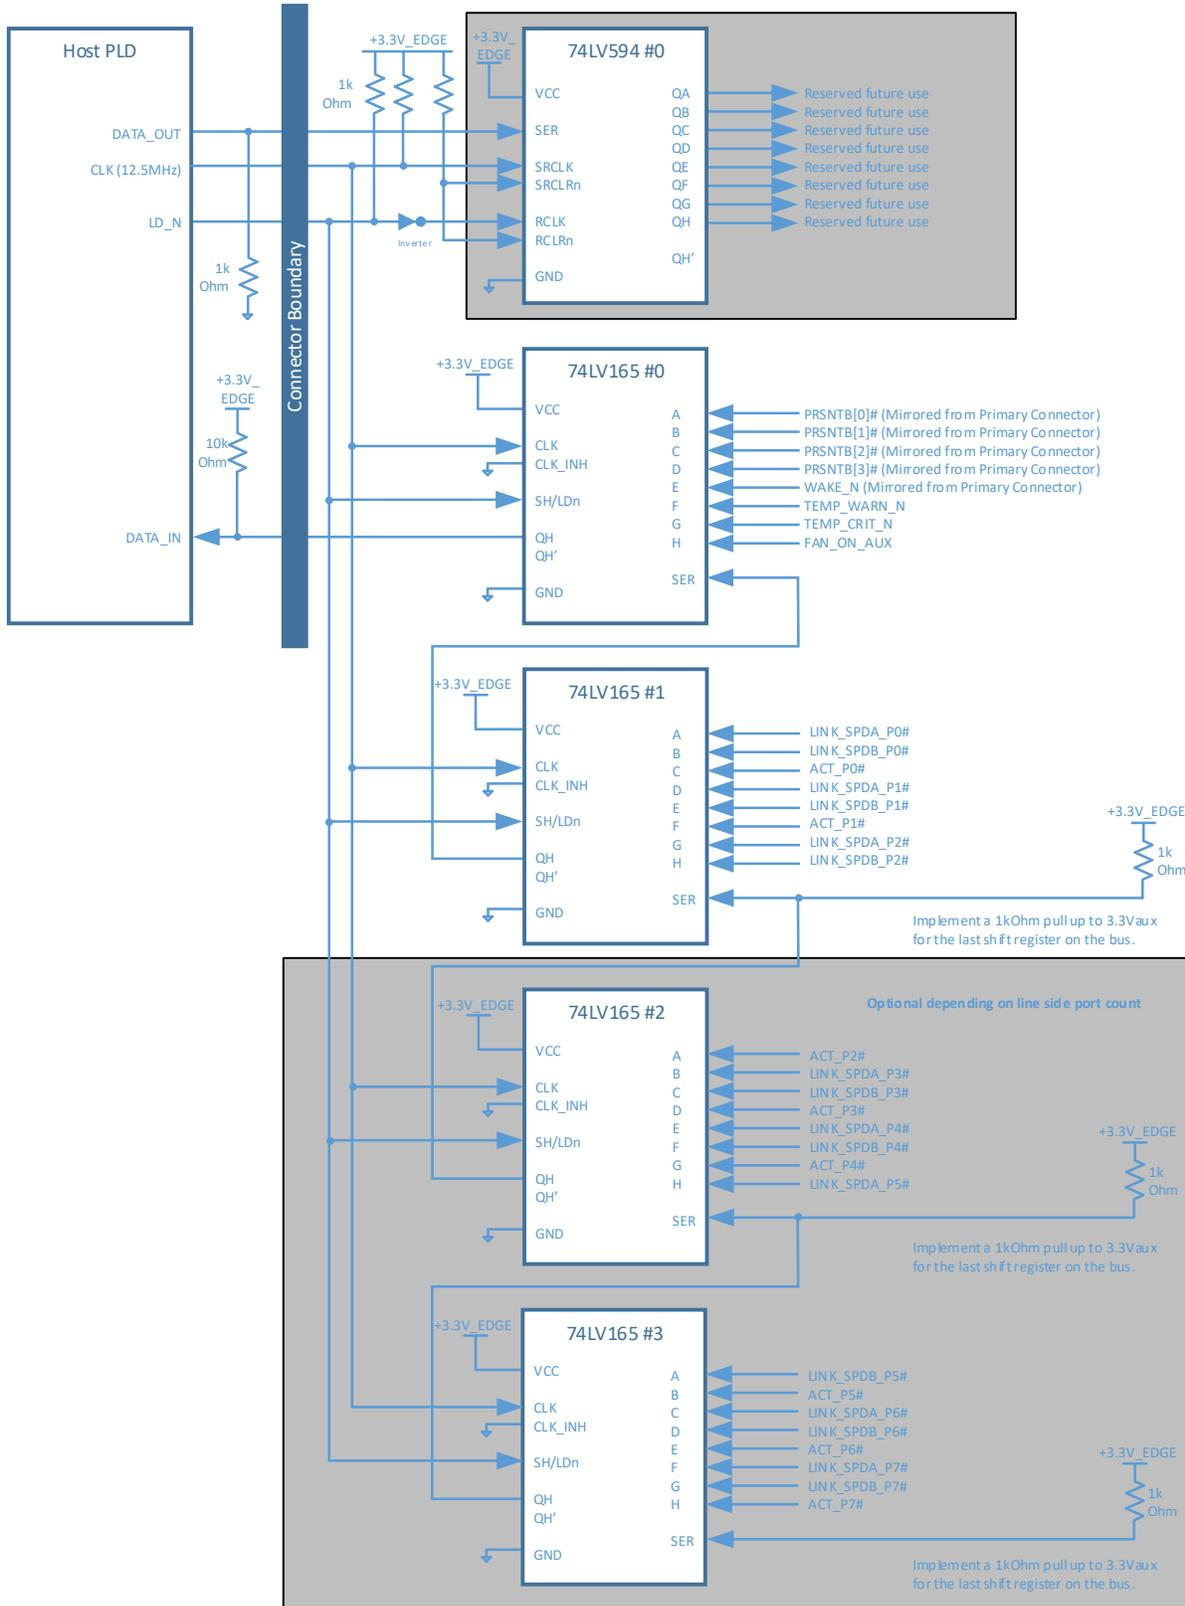 Host PLD
DATA_OUT
CLK (12.5MHz)
LD_N
1k
Ohm
+3.3V_
EDGE
10k
Ohm
DATA_IN
Connector Boundary
+3.3V_EDGE
1k
Ohm
Inverter
+3.3V_
EDGE
74LV594 #0
VCC
SER
SRCLK
SRCLRn
RCLK
RCLRn
GND
QA
QB
QC
QD
QE
QF
QG
QH
QH'
Reserved future use
Reserved future use
Reserved future use
Reserved future use
Reserved future use
Reserved future use
Reserved future use
Reserved future use
+3.3V_EDGE
74LV165 #0
VCC
CLK
CLK_INH
SH/LDn
QH
QH'
GND
A
B
C
D
E
F
G
H
SER
PRSNTB[0]# (Mirrored from Primary Connector)
PRSNTB[1]# (Mirrored from Primary Connector)
PRSNTB[2]# (Mirrored from Primary Connector)
PRSNTB[3]# (Mirrored from Primary Connector)
WAKE_N (Mirrored from Primary Connector)
TEMP_WARN_N
TEMP_CRIT_N
FAN_ON_AUX
+3.3V_EDGE
74LV165 #1
VCC
CLK
CLK_INH
SH/LDn
QH
QH'
GND
A
B
C
D
E
F
G
H
SER
LINK_SPDA_P0#
LINK_SPDB_P0#
ACT_P0#
LINK_SPDA_P1#
LINK_SPDB_P1#
ACT_P1#
LINK_SPDA_P2#
LINK_SPDB_P2#
+3.3V_EDGE
1k
Ohm
Implement a 1kOhm pull up to 3.3Vaux
for the last shift register on the bus.
Optional depending on line side port count
+3.3V_EDGE
74LV165 #2
VCC
CLK
CLK_INH
SH/LDn
QH
QH'
GND
A
B
C
D
E
F
G
H
SER
ACT_P2#
LINK_SPDA_P3#
LINK_SPDB_P3#
ACT_P3#
LINK_SPDA_P4#
LINK_SPDB_P4#
ACT_P4#
LINK_SPDA_P5#
+3.3V_EDGE
1k
Ohm
Implement a 1kOhm pull up to 3.3Vaux
for the last shift register on the bus.
+3.3V_EDGE
74LV165 #3
VCC
CLK
CLK_INH
SH/LDn
QH
QH'
GND
A
B
C
D
E
F
G
H
SER
LINK_SPDB_P5#
ACT_P5#
LINK_SPDA_P6#
LINK_SPDB_P6#
ACT_P6#
LINK_SPDA_P7#
LINK_SPDB_P7#
ACT_P7#
+3.3V_EDGE
1k
Ohm
Implement a 1kOhm pull up to 3.3Vaux
for the last shift register on the bus.